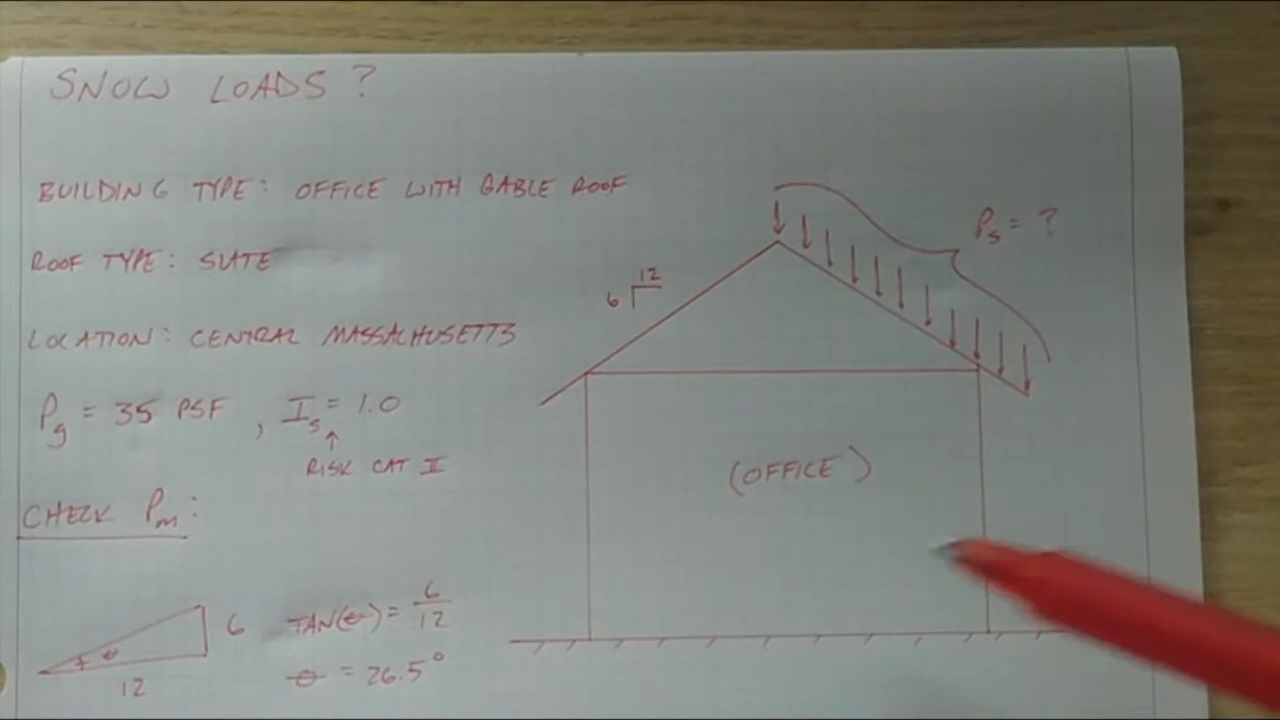 SNOW LOADS ?
BUILDING TYPE: OFFICE WITH GABLE ROOF
ROOF TYPE: SLATE
LOCATION: CENTRAL MASSACHUSETTS
Pg = 35 PSF , Is = 1.0
↑
RISK CAT II
CHECK Pm:
6
12
TAN(θ) = 6/12
θ = 26.5°
12
6
Ps = ?
(OFFICE)